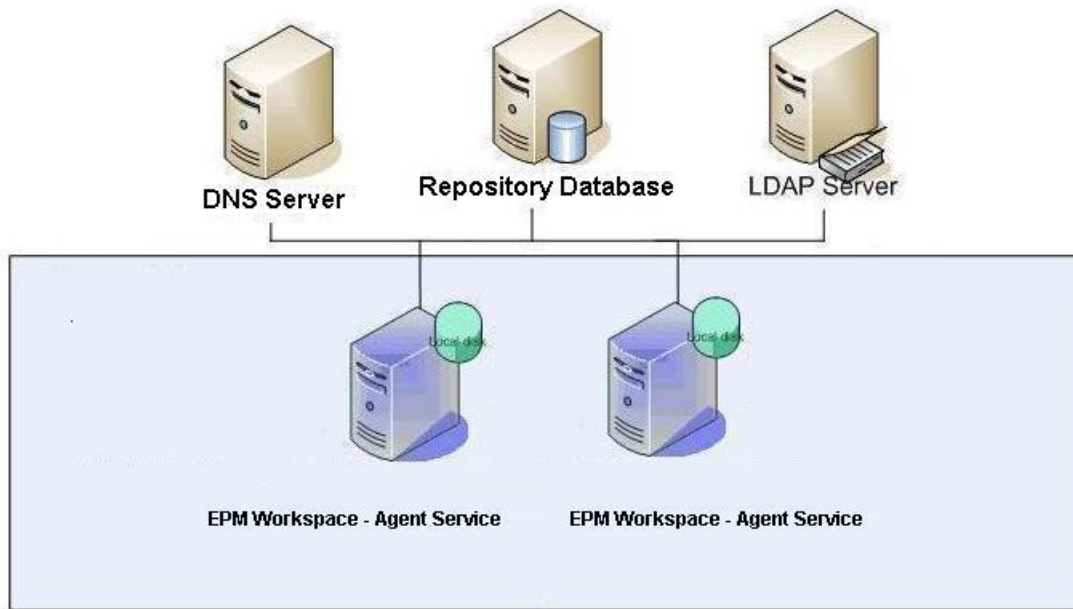 DNS Server
Repository Database
LDAP Server
Local disk
Local disk
EPM Workspace - Agent Service
EPM Workspace - Agent Service